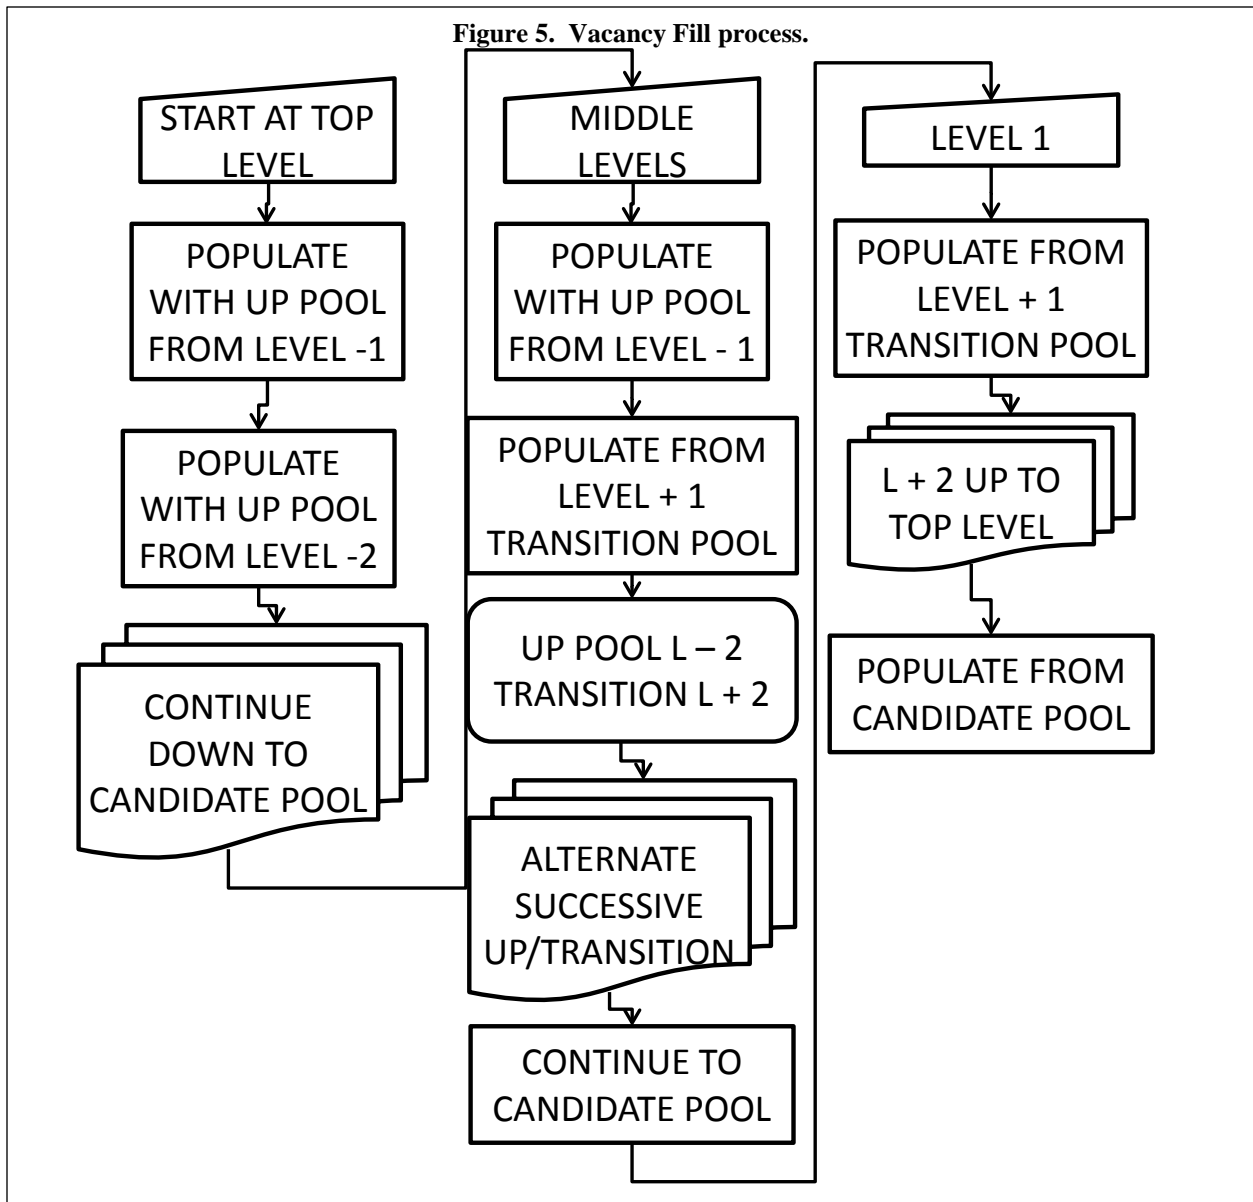 Figure 5. Vacancy Fill process.
START AT TOP
LEVEL
POPULATE
WITH UP POOL
FROM LEVEL -1
POPULATE
WITH UP POOL
FROM LEVEL -2
CONTINUE
DOWN TO
CANDIDATE POOL
MIDDLE
LEVELS
POPULATE
WITH UP POOL
FROM LEVEL - 1
POPULATE FROM
LEVEL + 1
TRANSITION POOL
UP POOL L – 2
TRANSITION L + 2
ALTERNATE
SUCCESSIVE
UP/TRANSITION
CONTINUE TO
CANDIDATE POOL
LEVEL 1
POPULATE FROM
LEVEL + 1
TRANSITION POOL
L + 2 UP TO
TOP LEVEL
POPULATE FROM
CANDIDATE POOL